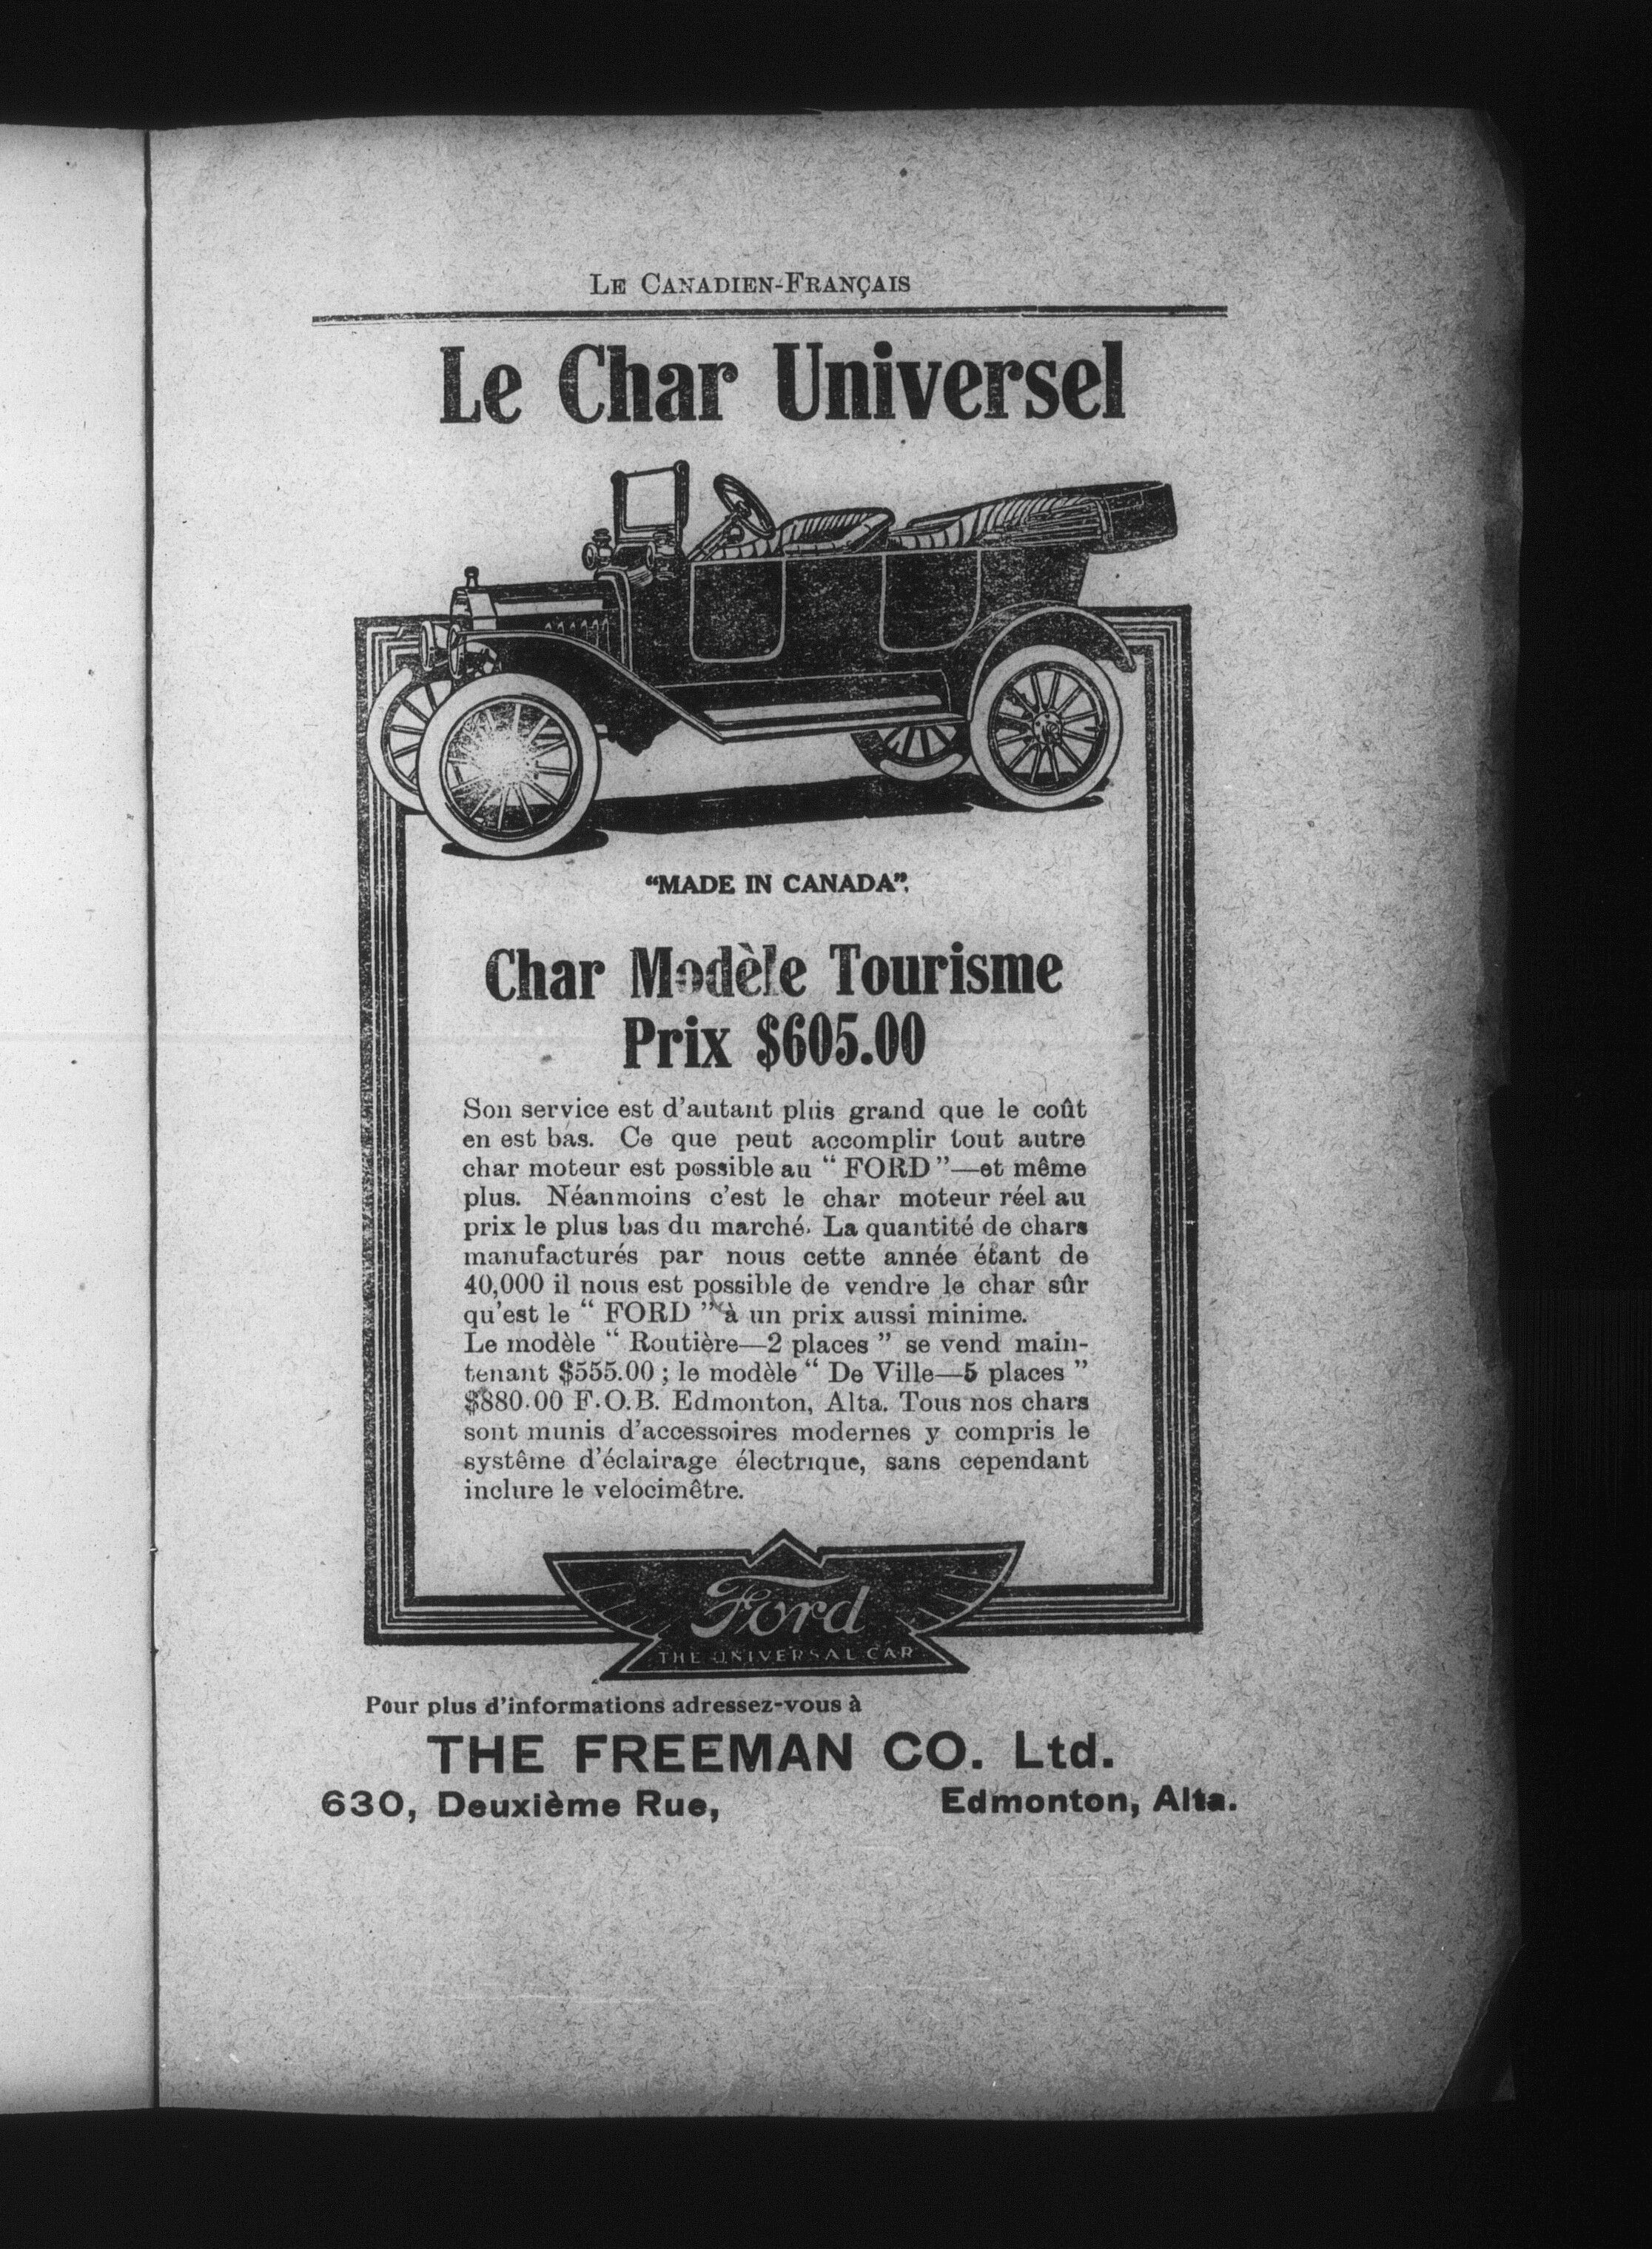 Le Canadien-Français
Le Char Universel
“MADE IN CANADA”.
Char Modèle Tourisme
Prix $605.00
Son service est d'autant plus grand que le coût
en est bas. Ce que peut accomplir tout autre
char moteur est possible au “ FORD ”—et même
plus. Néanmoins c'est le char moteur réel au
prix le plus bas du marché. La quantité de chars
manufacturés par nous cette année étant de
40,000 il nous est possible de vendre le char sûr
qu'est le “ FORD ” à un prix aussi minime.
Le modèle “ Routière—2 places ” se vend main-
tenant $555.00 ; le modèle “ De Ville—5 places ”
$880.00 F.O.B. Edmonton, Alta. Tous nos chars
sont munis d'accessoires modernes y compris le
systême d'éclairage électrique, sans cependant
inclure le velocimêtre.
Ford
THE UNIVERSAL CAR
Pour plus d'informations adressez-vous à
THE FREEMAN CO. Ltd.
630, Deuxième Rue, Edmonton, Alta.